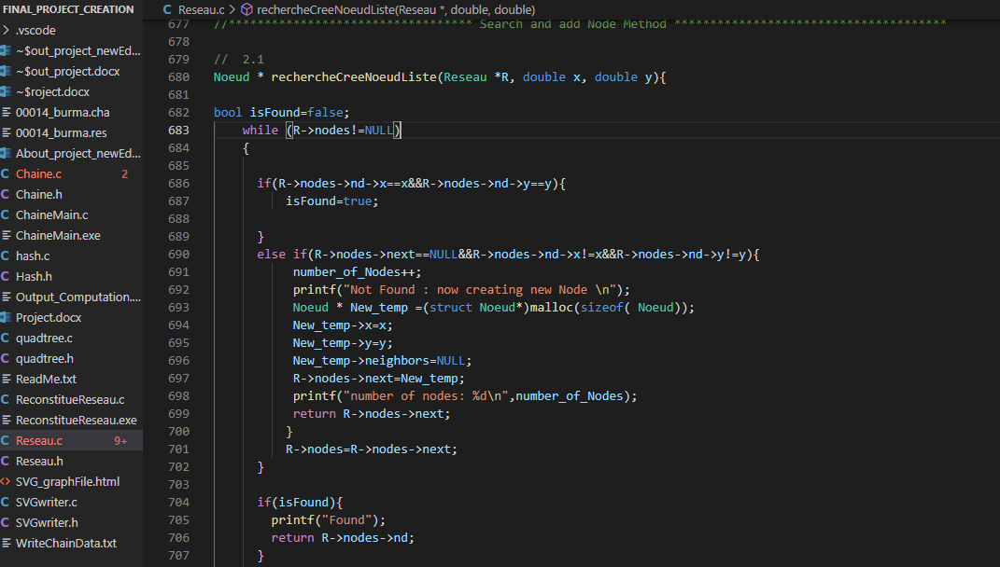 FINAL_PROJECT_CREATION
.vscode
~$out_project_newEd...
~$out_project.docx
~$roject.docx
00014_burma.cha
00014_burma.res
About_project_newEd...
Chaine.c 2
Chaine.h
ChaineMain.c
ChaineMain.exe
hash.c
Hash.h
Output_Computation....
Project.docx
quadtree.c
quadtree.h
ReadMe.txt
ReconstitueReseau.c
ReconstitueReseau.exe
Reseau.c 9+
Reseau.h
SVG_graphFile.html
SVGwriter.c
SVGwriter.h
WriteChainData.txt
Reseau.c > rechercheCreeNoeudListe(Reseau *, double, double)
677 //********************************** Search and add Node Method **************************************
678
679 //  2.1
680 Noeud * rechercheCreeNoeudListe(Reseau *R, double x, double y){
681
682 bool isFound=false;
683     while (R->nodes!=NULL)
684     {
685
686       if(R->nodes->nd->x==x&&R->nodes->nd->y==y){
687           isFound=true;
688
689       }
690       else if(R->nodes->next==NULL&&R->nodes->nd->x!=x&&R->nodes->nd->y!=y){
691            number_of_Nodes++;
692            printf("Not Found : now creating new Node \n");
693            Noeud * New_temp =(struct Noeud*)malloc(sizeof( Noeud));
694            New_temp->x=x;
695            New_temp->y=y;
696            New_temp->neighbors=NULL;
697            R->nodes->next=New_temp;
698            printf("number of nodes: %d\n",number_of_Nodes);
699            return R->nodes->next;
700           }
701           R->nodes=R->nodes->next;
702       }
703
704       if(isFound){
705         printf("Found");
706         return R->nodes->nd;
707       }